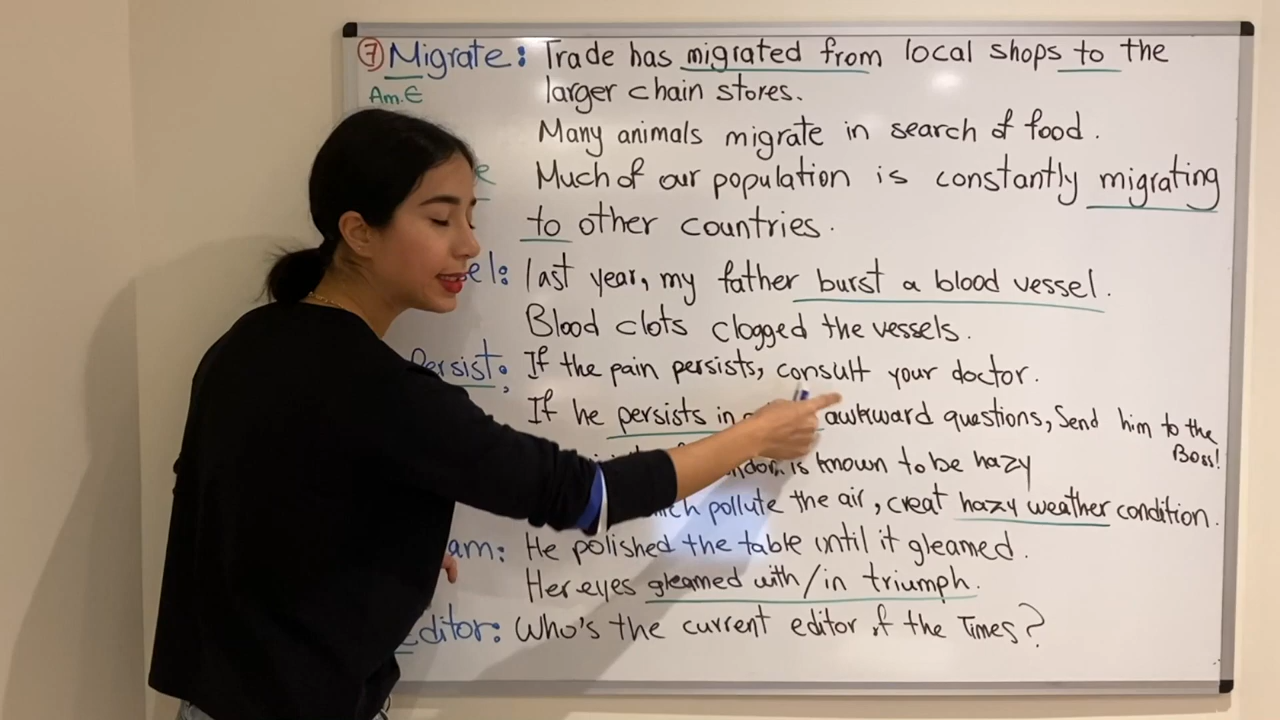 ⑦ Migrate: Trade has migrated from local shops to the
Am.E larger chain stores.
Many animals migrate in search of food.
Much of our population is constantly migrating
to other countries.
last year, my father burst a blood vessel.
Blood clots clogged the vessels.
Persist: If the pain persists, consult your doctor.
If he persists in awkward questions, Send him to the
Boss!
is known to be hazy
pollute the air, creat hazy weather condition.
He polished the table until it gleamed.
Her eyes gleamed with/in triumph.
Editor: Who's the current editor of the Times?